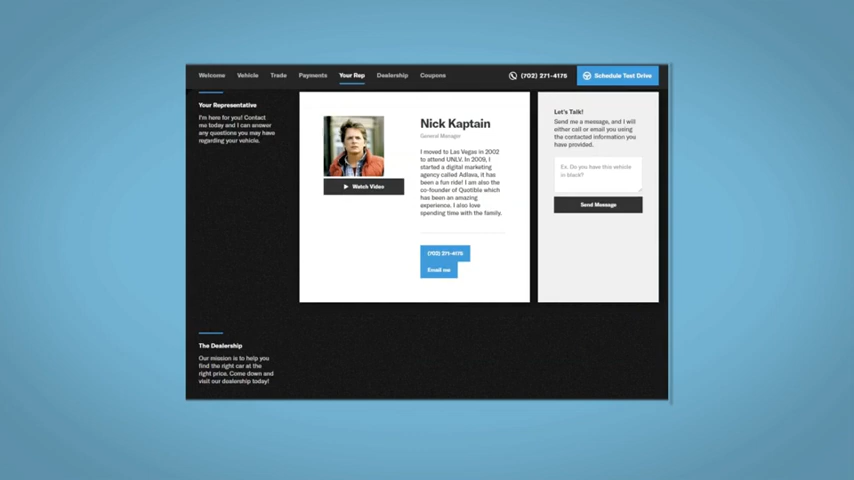 Welcome Vehicle Trade Payments Your Rep Dealership Coupons (702) 271-4175 Schedule Test Drive
Your Representative
I'm here for you! Contact
me today and I can answer
any questions you may have
regarding your vehicle.
Watch Video
Nick Kaptain
General Manager
I moved to Las Vegas in 2002
to attend UNLV. In 2009, I
started a digital marketing
agency called Adlava, it has
been a fun ride! I am also the
co-founder of Quotible which
has been an amazing
experience. I also love
spending time with the family.
(702) 271-4175
Email me
Let's Talk!
Send me a message, and I will
either call or email you using
the contacted information you
have provided.
Ex. Do you have this vehicle
in black?
Send Message
The Dealership
Our mission is to help you
find the right car at the
right price. Come down and
visit our dealership today!